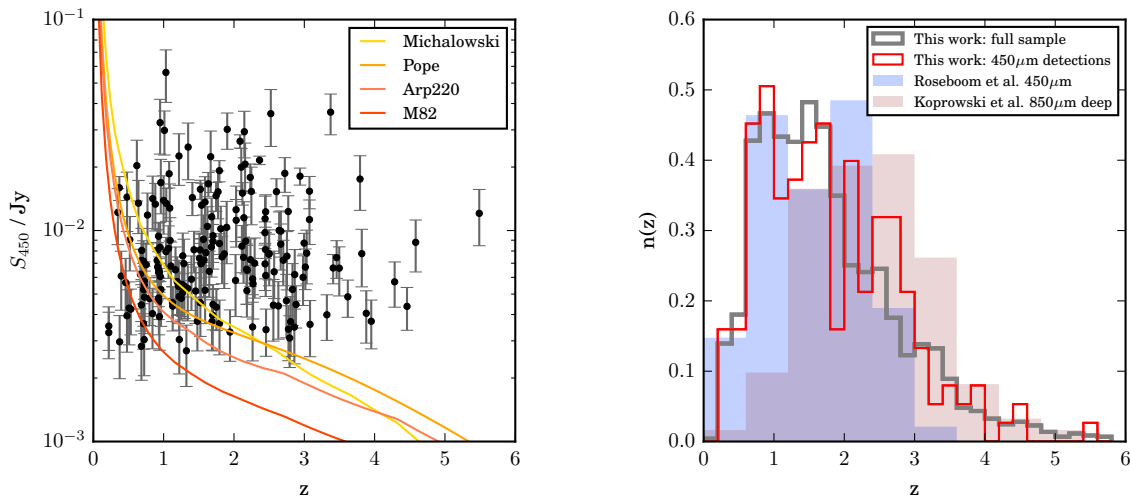 10⁻¹
10⁻²
10⁻³
S₄₅₀ / Jy
0 1 2 3 4 5 6
z
Michalowski
Pope
Arp220
M82
0.6
0.5
0.4
0.3
0.2
0.1
0.0
n(z)
0 1 2 3 4 5 6
z
This work: full sample
This work: 450μm detections
Roseboom et al. 450μm
Koprowski et al. 850μm deep